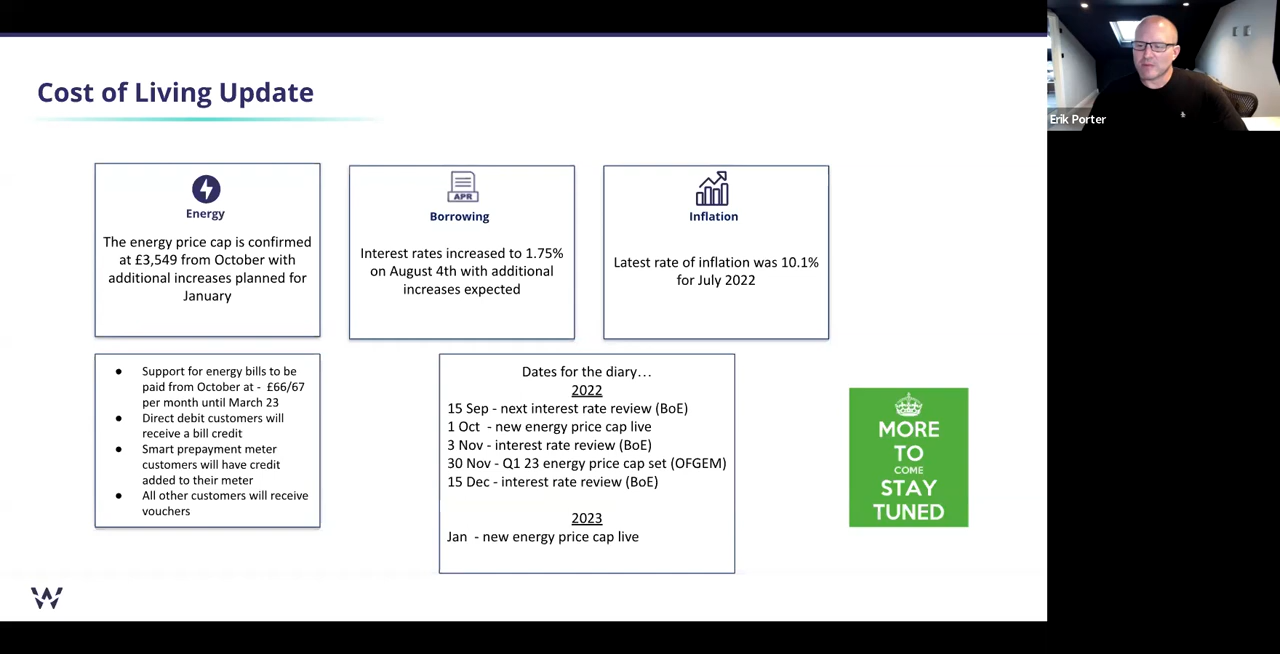 Cost of Living Update
Energy
The energy price cap is confirmed
at £3,549 from October with
additional increases planned for
January
APR
Borrowing
Interest rates increased to 1.75%
on August 4th with additional
increases expected
Inflation
Latest rate of inflation was 10.1%
for July 2022
● Support for energy bills to be
paid from October at - £66/67
per month until March 23
● Direct debit customers will
receive a bill credit
● Smart prepayment meter
customers will have credit
added to their meter
● All other customers will receive
vouchers
Dates for the diary…
2022
15 Sep - next interest rate review (BoE)
1 Oct - new energy price cap live
3 Nov - interest rate review (BoE)
30 Nov - Q1 23 energy price cap set (OFGEM)
15 Dec - interest rate review (BoE)
2023
Jan - new energy price cap live
MORE
TO
COME
STAY
TUNED
W
Erik Porter